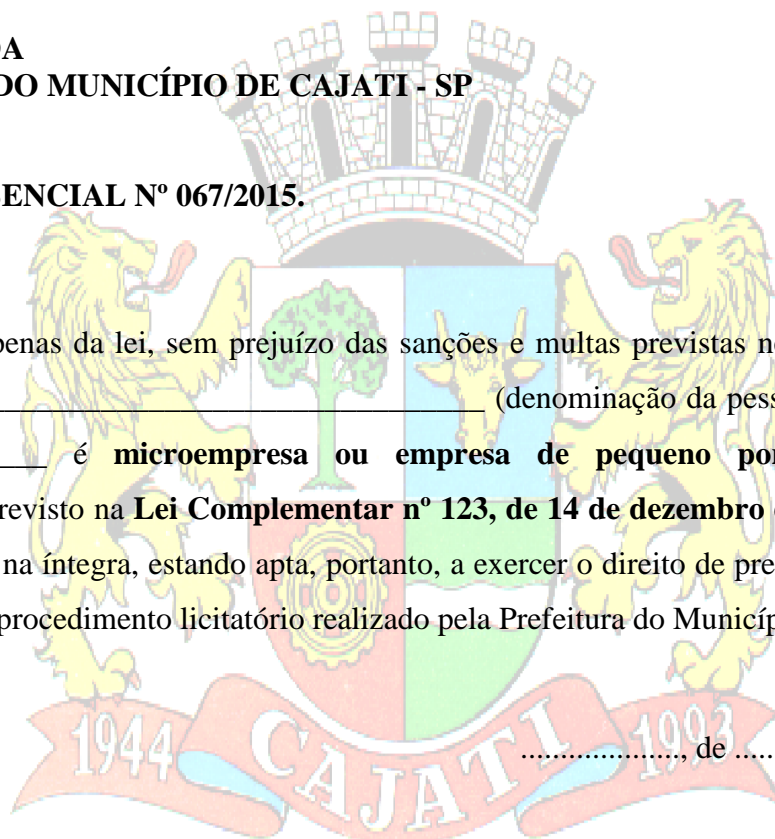 DA
DO MUNICÍPIO DE CAJATI - SP
ENCIAL Nº 067/2015.
penas da lei, sem prejuízo das sanções e multas previstas
_______________________________ (denominação da pess
___ é microempresa ou empresa de pequeno por
revisto na Lei Complementar nº 123, de 14 de dezembro
na íntegra, estando apta, portanto, a exercer o direito de pre
procedimento licitatório realizado pela Prefeitura do Municíp
...................., de .....
1944 CAJATI 1993